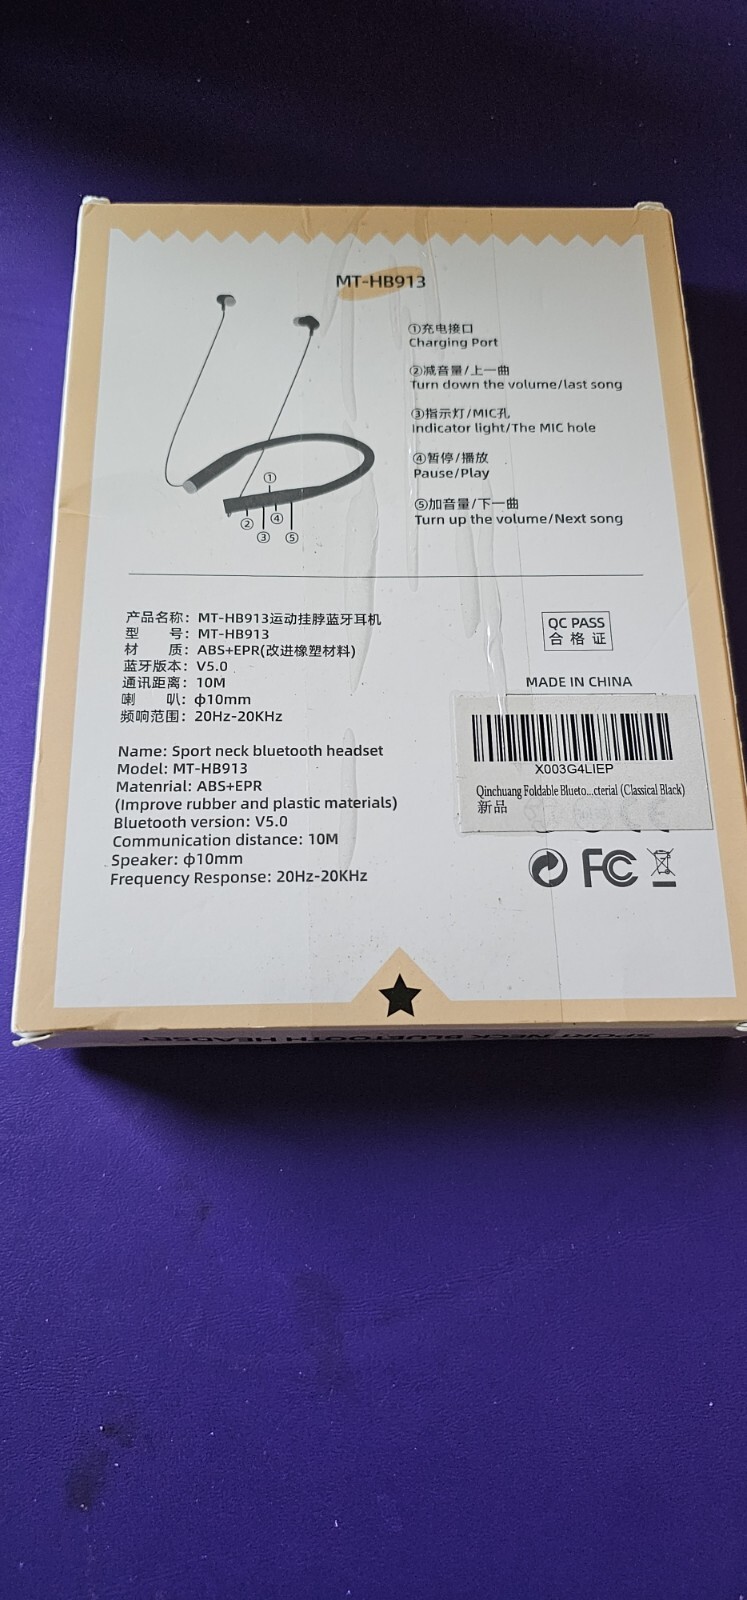 MT-HB913
①充电接口
Charging Port
②减音量/上一曲
Turn down the volume/last song
③指示灯/MIC孔
Indicator light/The MIC hole
④暂停/播放
Pause/Play
⑤加音量/下一曲
Turn up the volume/Next song
①
② ④
③ ⑤
产品名称: MT-HB913运动挂脖蓝牙耳机
型 号: MT-HB913
材 质: ABS+EPR(改进橡塑材料)
蓝牙版本: V5.0
通讯距离: 10M
喇 叭: ф10mm
频响范围: 20Hz-20KHz
Name: Sport neck bluetooth headset
Model: MT-HB913
Matenrial: ABS+EPR
(Improve rubber and plastic materials)
Bluetooth version: V5.0
Communication distance: 10M
Speaker: ф10mm
Frequency Response: 20Hz-20KHz
QC PASS
合格证
MADE IN CHINA
X003G4LIEP
Qinchuang Foldable Blueto...cterial (Classical Black)
新品
FC
SPORT NECK BLUETOOTH HEADSET